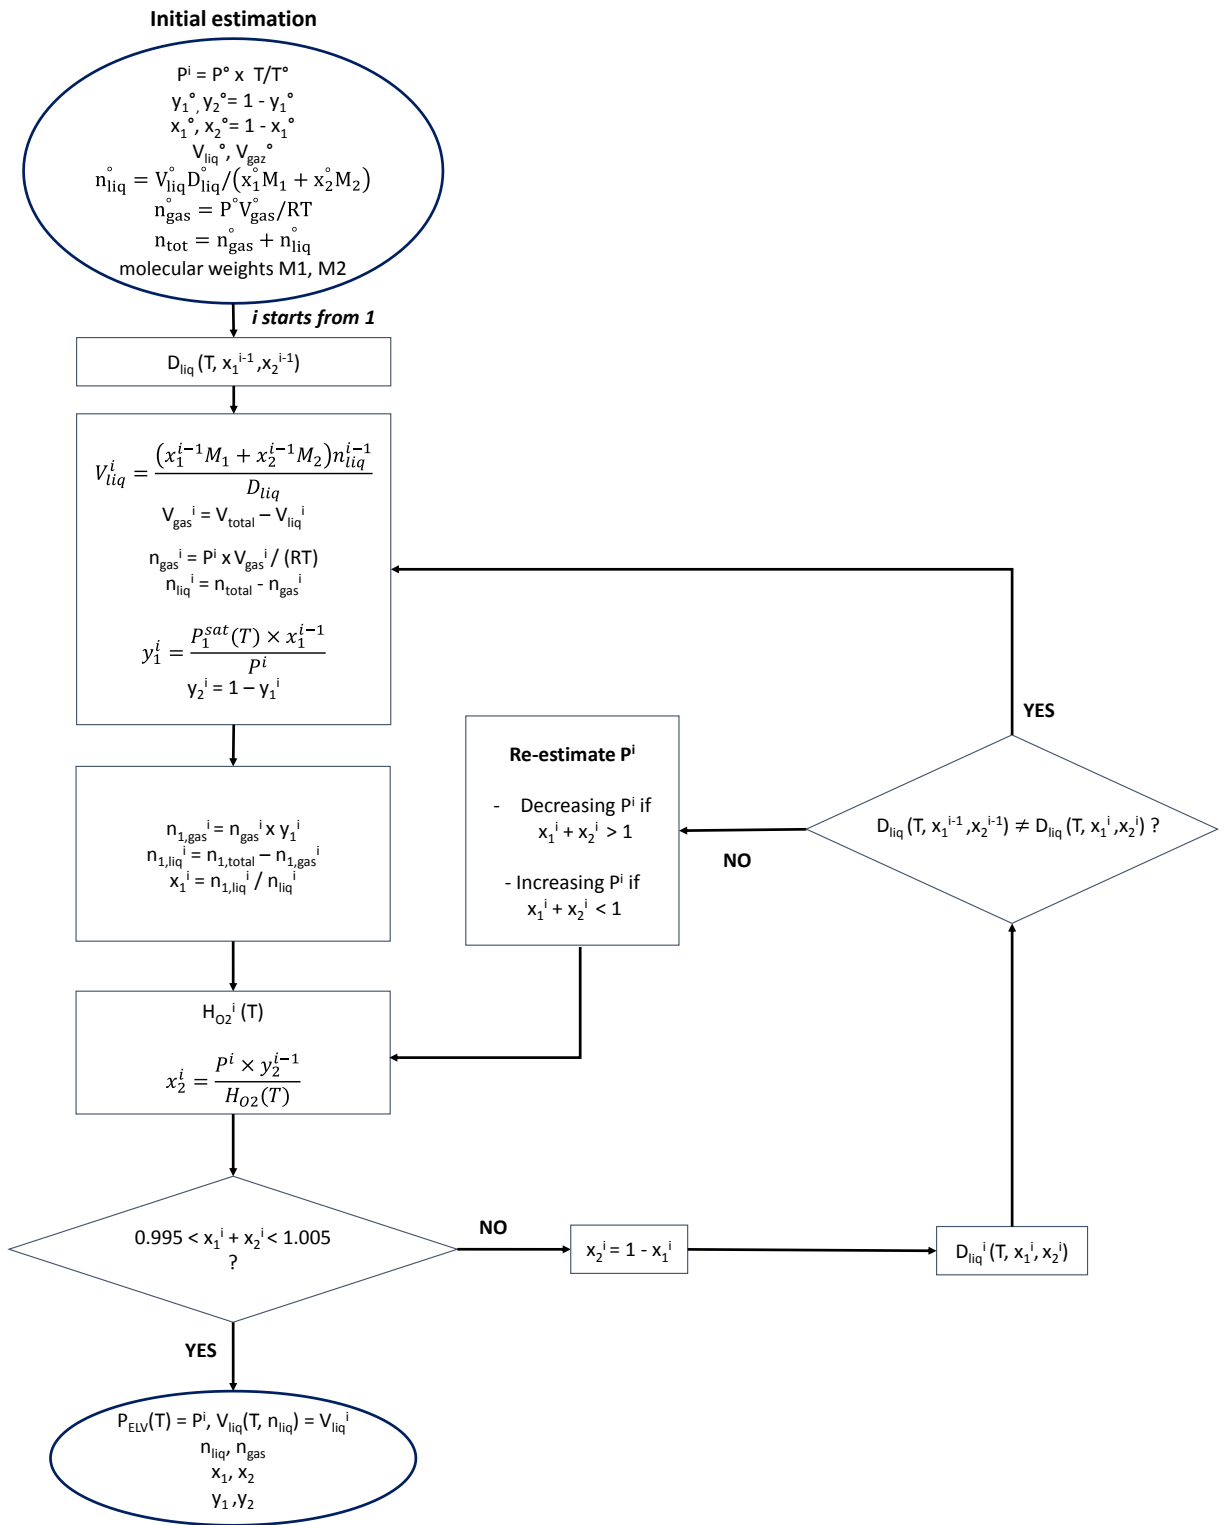 Initial estimation
Pⁱ = P° x T/T°
y₁°, y₂°= 1 - y₁°
x₁°, x₂°= 1 - x₁°
V_liq°, V_gaz°
n°_liq = V°_liq D°_liq/(x°₁M₁ + x°₂M₂)
n°_gas = P°V°_gas/RT
n_tot = n°_gas + n°_liq
molecular weights M1, M2
i starts from 1
D_liq (T, x₁ⁱ⁻¹ ,x₂ⁱ⁻¹)
Vⁱ_liq = (x₁ⁱ⁻¹M₁ + x₂ⁱ⁻¹M₂)n_liqⁱ⁻¹ / D_liq
V_gasⁱ = V_total – V_liqⁱ
n_gasⁱ = Pⁱ x V_gasⁱ / (RT)
n_liqⁱ = n_total - n_gasⁱ
y₁ⁱ = P₁ˢᵃᵗ(T) × x₁ⁱ⁻¹ / Pⁱ
y₂ⁱ = 1 – y₁ⁱ
n_1,gasⁱ = n_gasⁱ x y₁ⁱ
n_1,liqⁱ = n_1,total – n_1,gasⁱ
x₁ⁱ = n_1,liqⁱ / n_liqⁱ
Re-estimate Pⁱ
- Decreasing Pⁱ if
x₁ⁱ + x₂ⁱ > 1
- Increasing Pⁱ if
x₁ⁱ + x₂ⁱ < 1
YES
D_liq (T, x₁ⁱ⁻¹ ,x₂ⁱ⁻¹) ≠ D_liq (T, x₁ⁱ ,x₂ⁱ) ?
NO
H_O2ⁱ (T)
x₂ⁱ = Pⁱ × y₂ⁱ⁻¹ / H_O2(T)
0.995 < x₁ⁱ + x₂ⁱ < 1.005
?
NO
x₂ⁱ = 1 - x₁ⁱ
D_liqⁱ (T, x₁ⁱ, x₂ⁱ)
YES
P_ELV(T) = Pⁱ, V_liq(T, n_liq) = V_liqⁱ
n_liq, n_gas
x₁, x₂
y₁ ,y₂